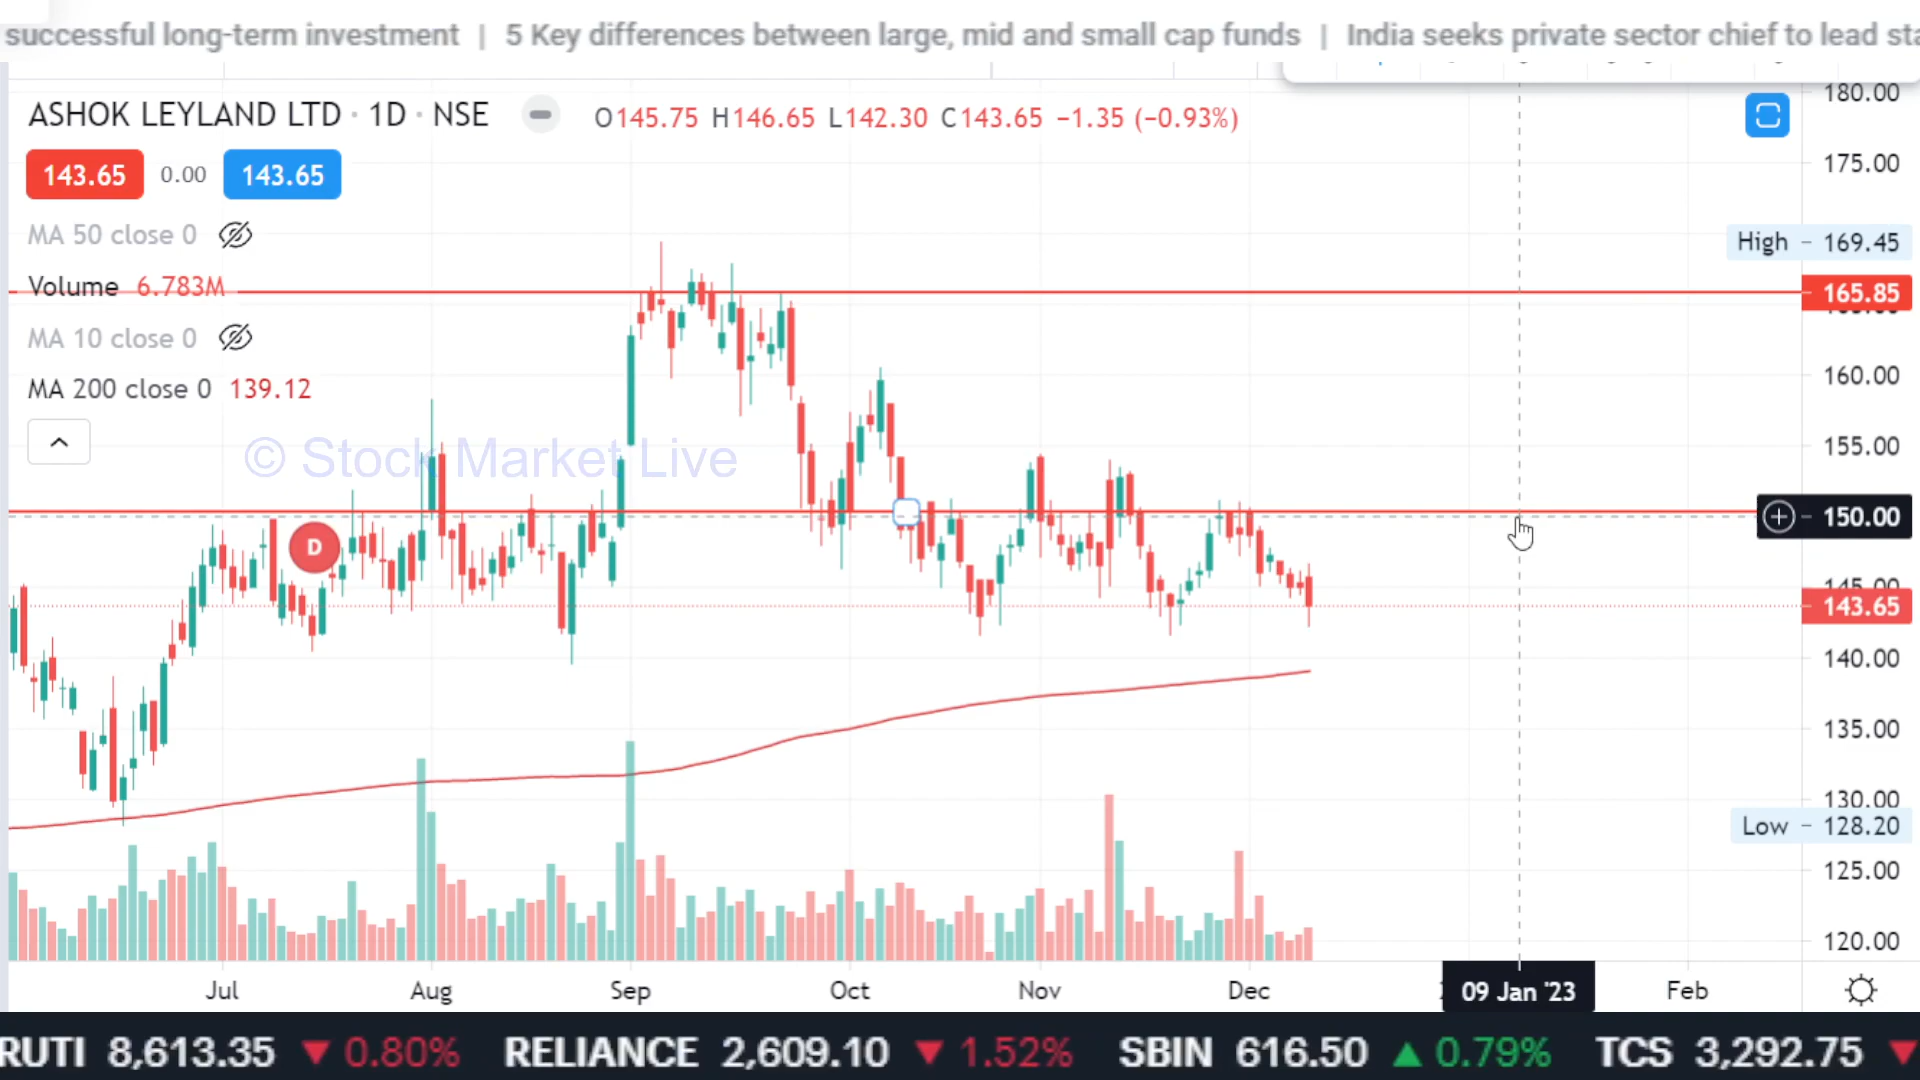 successful long-term investment | 5 Key differences between large, mid and small cap funds | India seeks private sector chief to lead
ASHOK LEYLAND LTD · 1D · NSE O145.75 H146.65 L142.30 C143.65 −1.35 (−0.93%)
143.65 0.00 143.65
MA 50 close 0
Volume 6.783M
MA 10 close 0
MA 200 close 0 139.12
© Stock Market Live
D
180.00
175.00
High 169.45
165.85
160.00
155.00
150.00
145.00
143.65
140.00
135.00
130.00
Low 128.20
125.00
120.00
Jul Aug Sep Oct Nov Dec 09 Jan '23 Feb
RUTI 8,613.35 ▼ 0.80% RELIANCE 2,609.10 ▼ 1.52% SBIN 616.50 ▲ 0.79% TCS 3,292.75 ▼